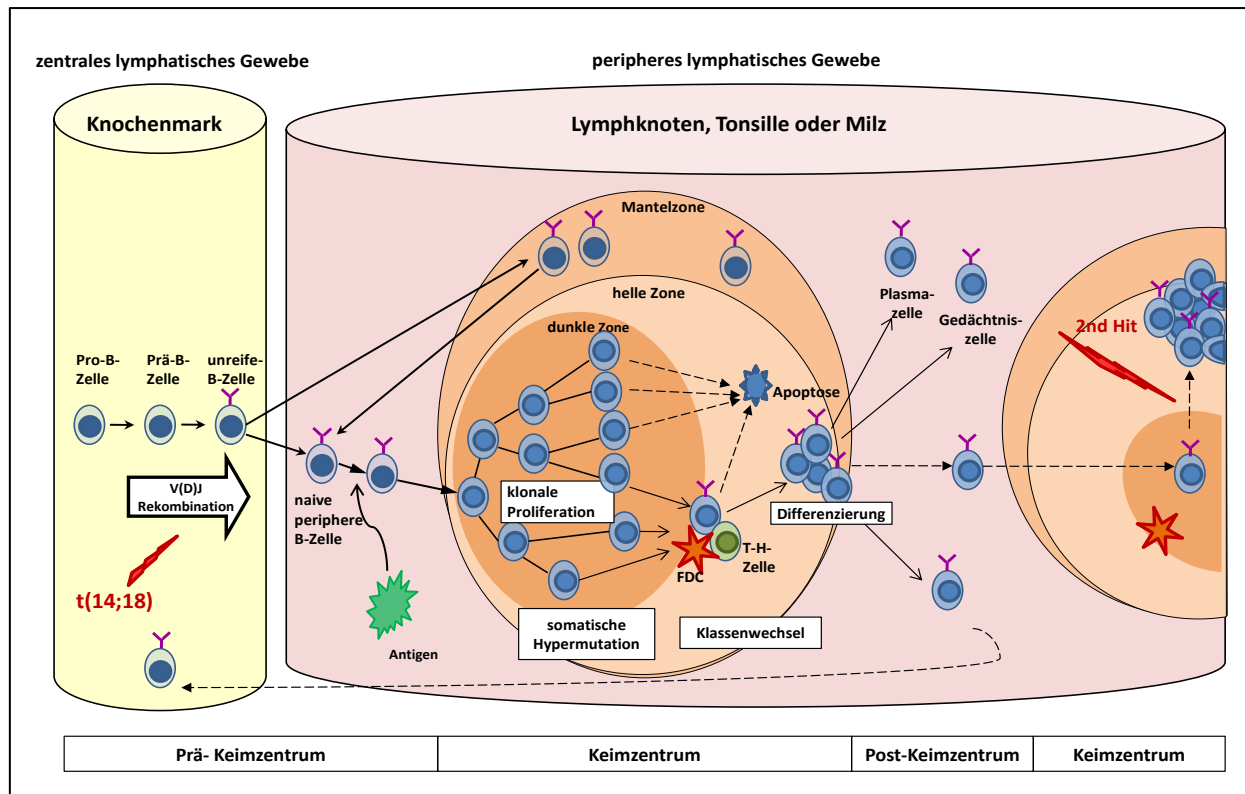 zentrales lymphatisches Gewebe
peripheres lymphatisches Gewebe
Knochenmark
Lymphknoten, Tonsille oder Milz
Mantelzone
helle Zone
dunkle Zone
Pro-B-
Zelle
Prä-B-
Zelle
unreife-
B-Zelle
V(D)J
Rekombination
t(14;18)
naive
periphere
B-Zelle
Antigen
klonale
Proliferation
somatische
Hypermutation
Apoptose
FDC
T-H-
Zelle
Differenzierung
Klassenwechsel
Plasma-
zelle
Gedächtnis-
zelle
2nd Hit
Prä- Keimzentrum
Keimzentrum
Post-Keimzentrum
Keimzentrum